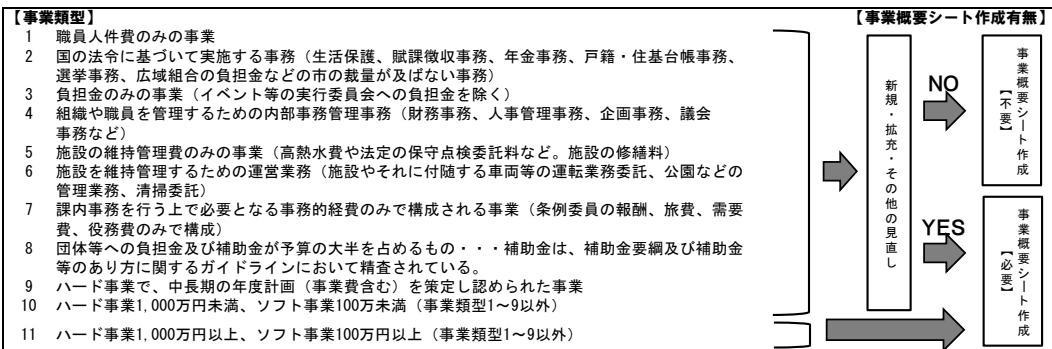 【事業類型】
【事業概要シート作成有無】
1 職員人件費のみの事業
2 国の法令に基づいて実施する事務（生活保護、賦課徴収事務、年金事務、戸籍・住基台帳事務、
選挙事務、広域組合の負担金などの市の裁量が及ばない事務）
3 負担金のみの事業（イベント等の実行委員会への負担金を除く）
4 組織や職員を管理するための内部事務管理事務（財務事務、人事管理事務、企画事務、議会
事務など）
5 施設の維持管理費のみの事業（高熱水費や法定の保守点検委託料など。施設の修繕料）
6 施設を維持管理するための運営業務（施設やそれに付随する車両等の運転業務委託、公園などの
管理業務、清掃委託）
7 課内事務を行う上で必要となる事務的経費のみで構成される事業（条例委員の報酬、旅費、需要
費、役務費のみで構成）
8 団体等への負担金及び補助金が予算の大半を占めるもの・・・補助金は、補助金要綱及び補助金
等のあり方に関するガイドラインにおいて精査されている。
9 ハード事業で、中長期の年度計画（事業費含む）を策定し認められた事業
10 ハード事業1,000万円未満、ソフト事業100万未満（事業類型1～9以外）
11 ハード事業1,000万円以上、ソフト事業100万円以上（事業類型1～9以外）
新規・拡充・その他の見直し
NO
事業概要シート作成
【不要】
YES
事業概要シート作成
【必要】